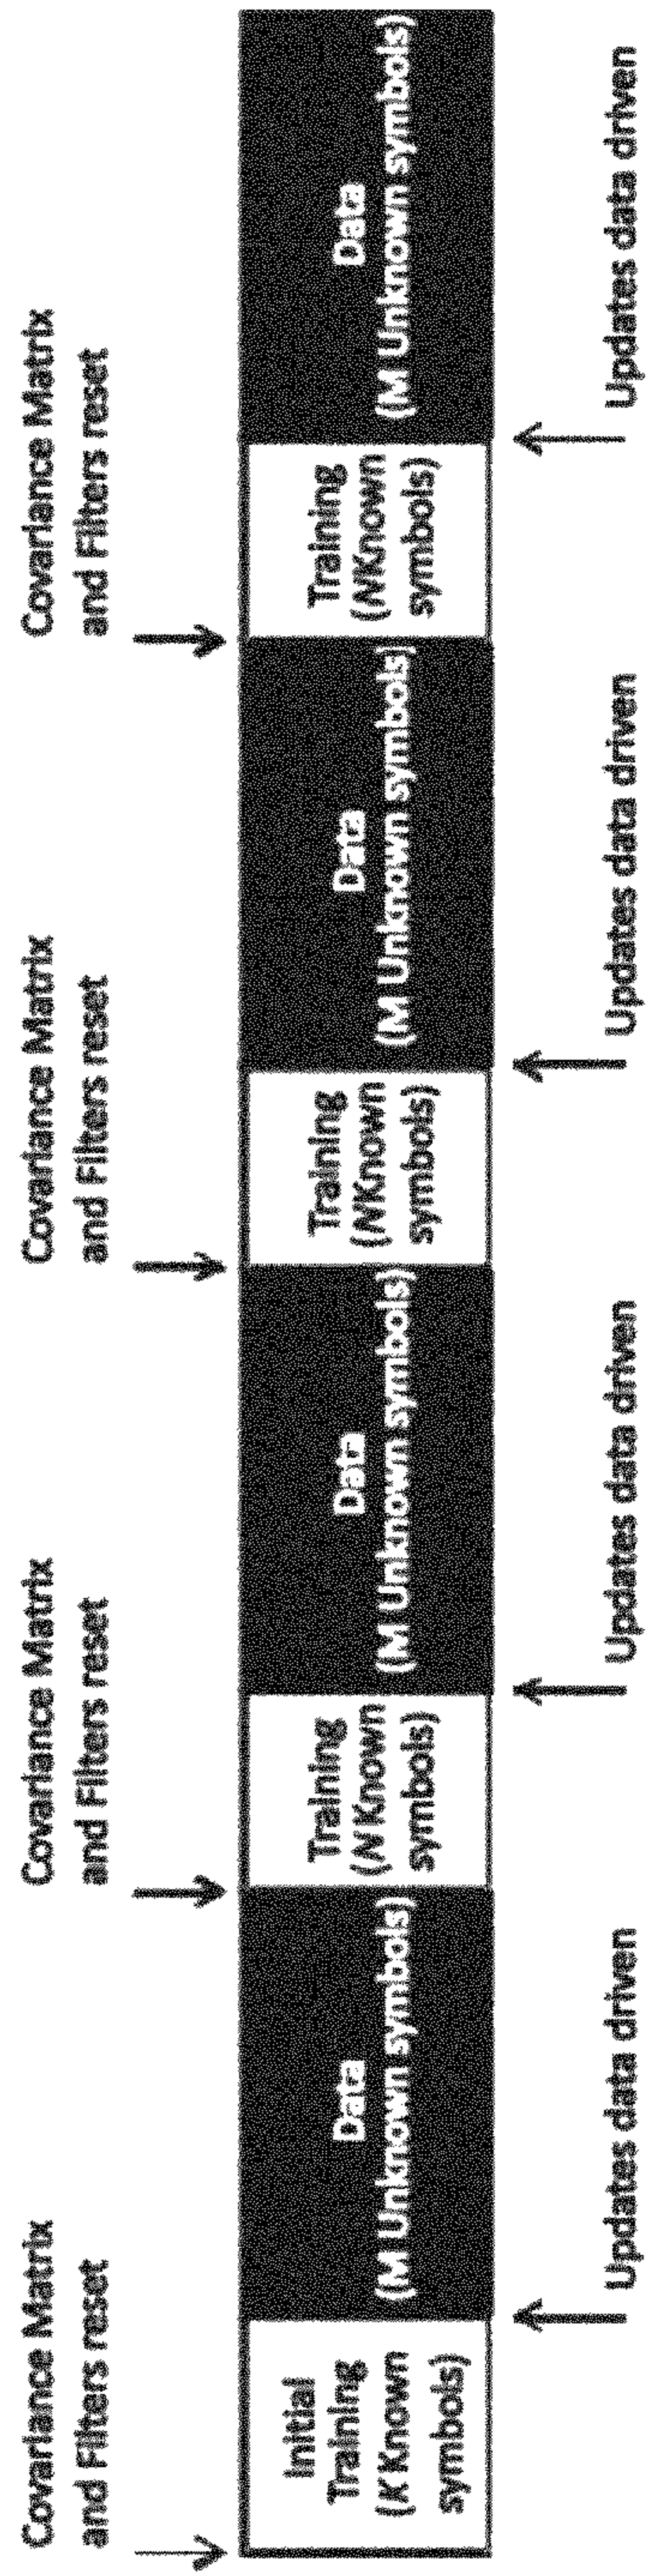 Covariance Matrix
and Filters reset
Covariance Matrix
and Filters reset
Covariance Matrix
and Filters reset
Covariance Matrix
and Filters reset
Initial
Training
(K Known
symbols)
Data
(M Unknown symbols)
Training
(N Known
symbols)
Data
(M Unknown symbols)
Training
(NKnown
symbols)
Data
(M Unknown symbols)
Training
(NKnown
symbols)
Data
(M Unknown symbols)
Updates data driven
Updates data driven
Updates data driven
Updates data driven